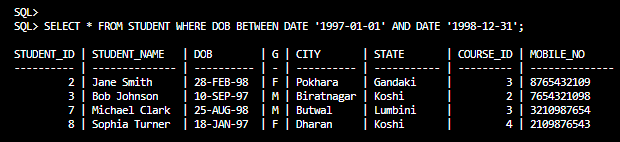 SQL>
SQL> SELECT * FROM STUDENT WHERE DOB BETWEEN DATE '1997-01-01' AND DATE '1998-12-31';
STUDENT_ID | STUDENT_NAME | DOB | G | CITY | STATE | COURSE_ID | MOBILE_NO
---------- | --------------- | --------- | - | --------------- | --------------- | ---------- | ---------------
2 | Jane Smith | 28-FEB-98 | F | Pokhara | Gandaki | 3 | 8765432109
3 | Bob Johnson | 10-SEP-97 | M | Biratnagar | Koshi | 2 | 7654321098
7 | Michael Clark | 25-AUG-98 | M | Butwal | Lumbini | 3 | 3210987654
8 | Sophia Turner | 18-JAN-97 | F | Dharan | Koshi | 4 | 2109876543